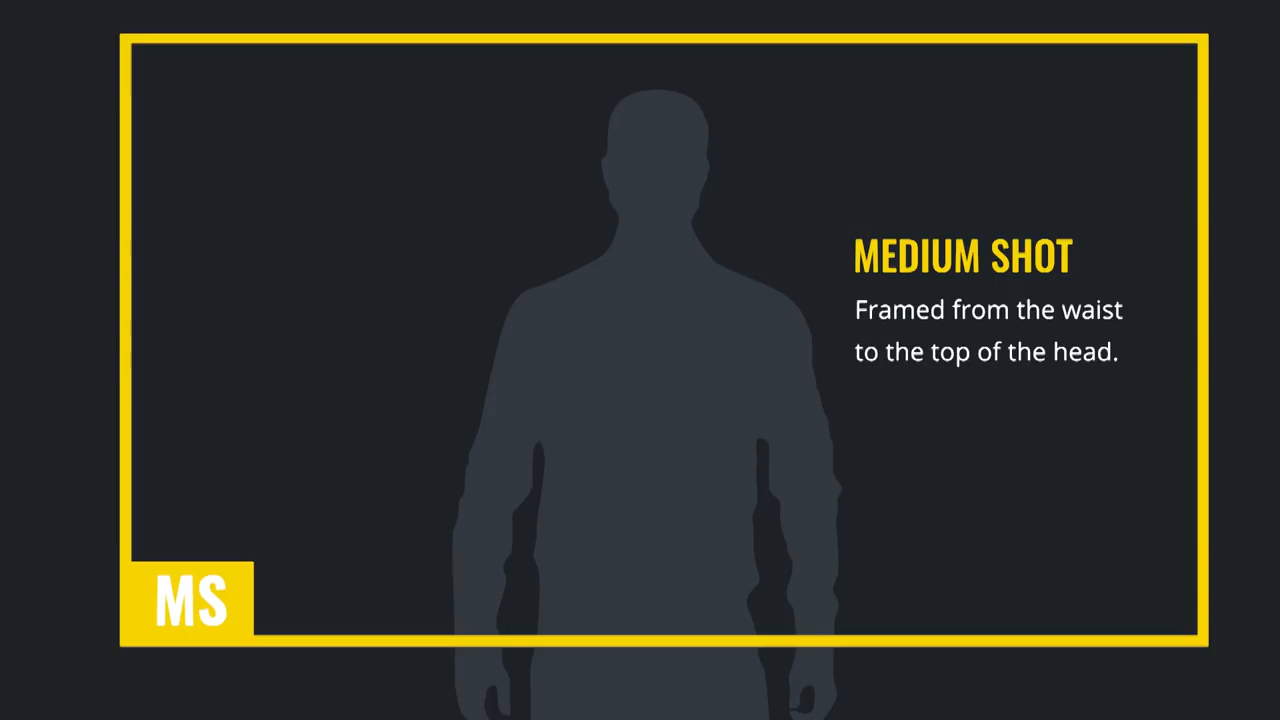 MEDIUM SHOT
Framed from the waist
to the top of the head.
MS